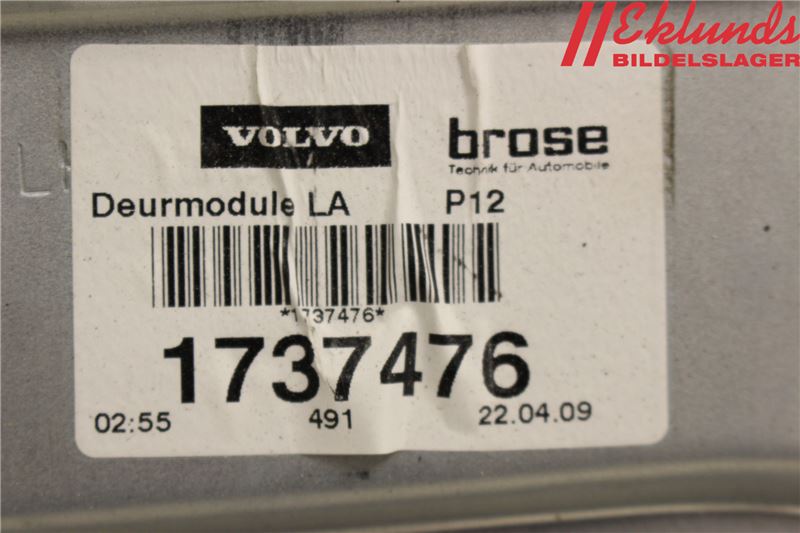 //Eklunds
BILDELSLAGER
VOLVO brose
Technik für Automobile
Deurmodule LA P12
*1737476*
1737476
02:55 491 22.04.09